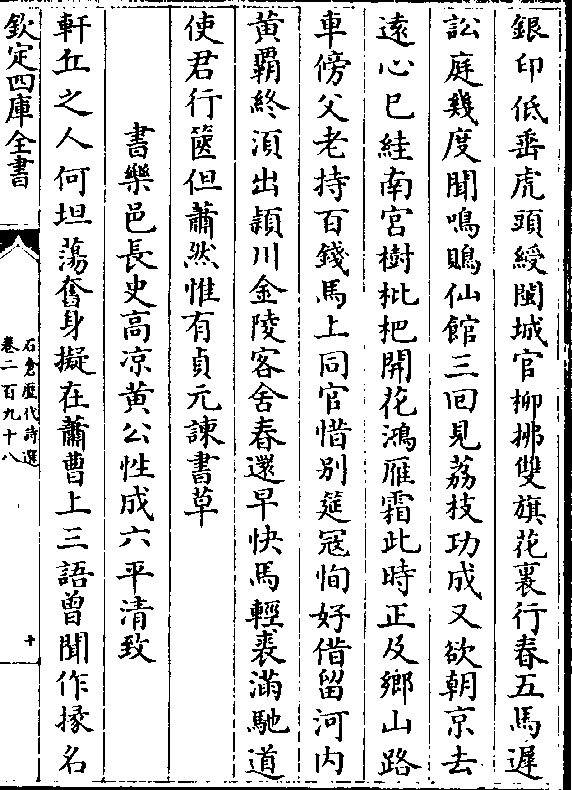 銀印低垂虎頭綬閩城官柳拂雙旗花裏行春五馬遲
訟庭幾度聞鳴鵙仙館三回見荔枝功成又欲朝京去
遠心已絓南宮樹枇杷開花鴻雁霜此時正及鄉山路
車傍父老持百錢馬上同官惜别筵冦恂好借留河内
黄霸終湏出頴川金陵客舍春還早快馬輕裘滿馳道
使君行篋但蕭然惟有貞元諫書草
書樂邑長史高凉黄公性成六平清致
軒丘之人何坦蕩奮身擬在蕭曹上三語曾聞作掾名
欽定四庫全書
石倉歴代詩選
卷二百九十八
十